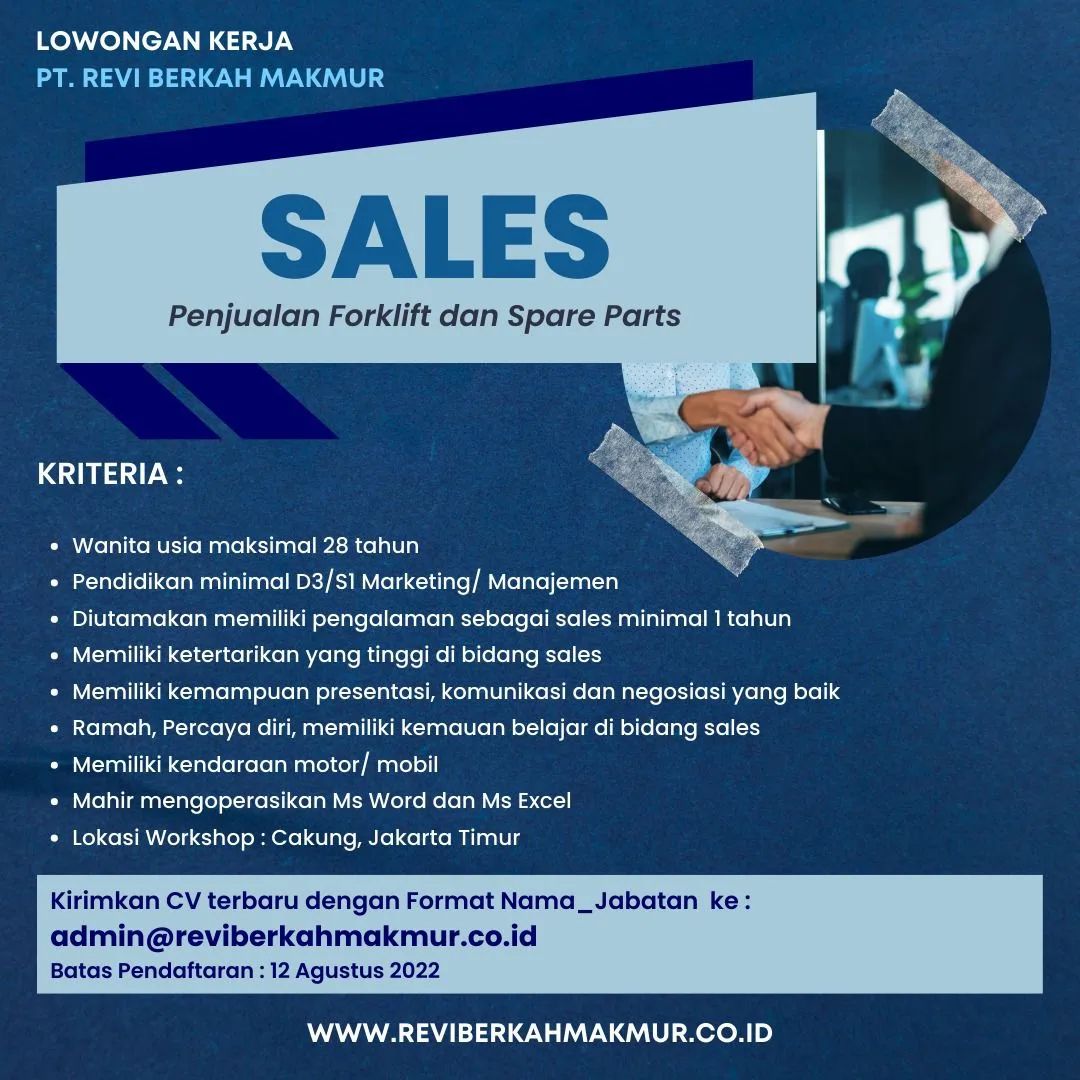 LOWONGAN KERJA
PT. REVI BERKAH MAKMUR
SALES
Penjualan Forklift dan Spare Parts
KRITERIA :
• Wanita usia maksimal 28 tahun
• Pendidikan minimal D3/S1 Marketing/ Manajemen
• Diutamakan memiliki pengalaman sebagai sales minimal 1 tahun
• Memiliki ketertarikan yang tinggi di bidang sales
• Memiliki kemampuan presentasi, komunikasi dan negosiasi yang baik
• Ramah, Percaya diri, memiliki kemauan belajar di bidang sales
• Memiliki kendaraan motor/ mobil
• Mahir mengoperasikan Ms Word dan Ms Excel
• Lokasi Workshop : Cakung, Jakarta Timur
Kirimkan CV terbaru dengan Format Nama_Jabatan ke :
admin@reviberkahmakmur.co.id
Batas Pendaftaran : 12 Agustus 2022
WWW.REVIBERKAHMAKMUR.CO.ID